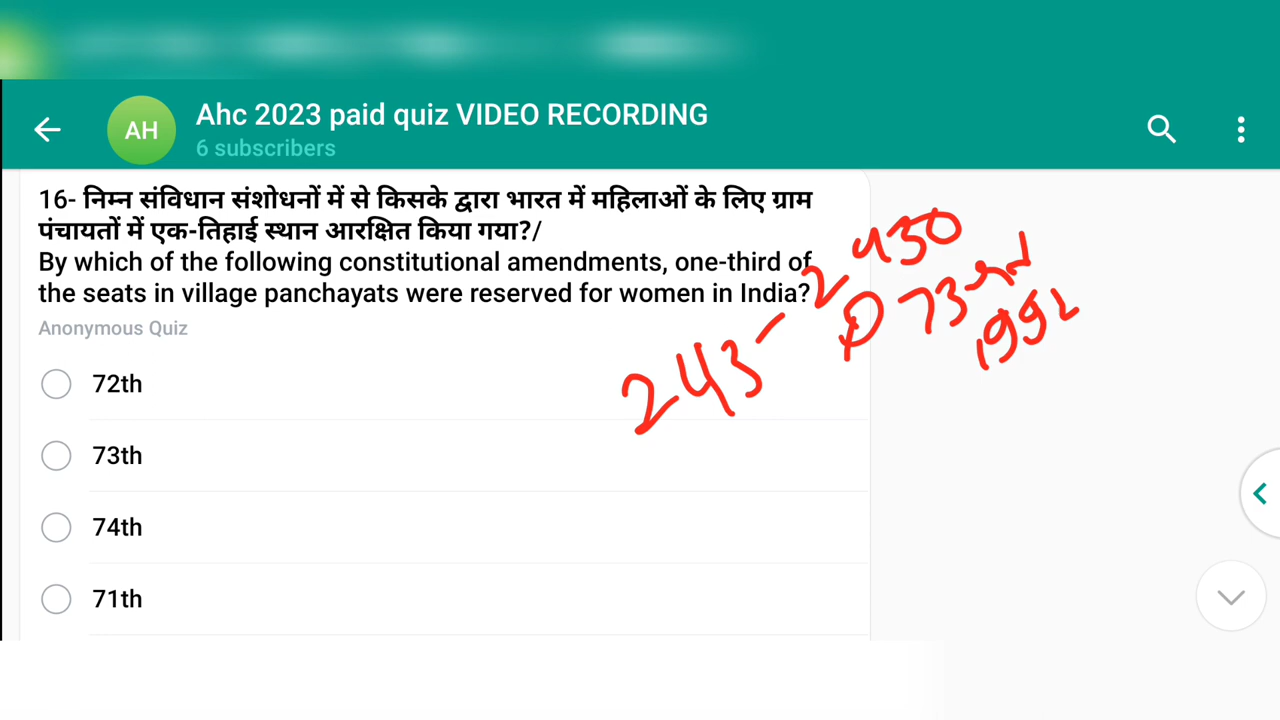 Ahc 2023 paid quiz VIDEO RECORDING
AH
6 subscribers
16- निम्न संविधान संशोधनों में से किसके द्वारा भारत में महिलाओं के लिए ग्राम
पंचायतों में एक-तिहाई स्थान आरक्षित किया गया?/
By which of the following constitutional amendments, one-third of
the seats in village panchayats were reserved for women in India?
Anonymous Quiz
72th
73th
74th
71th
243 - 2430
73rd
1992